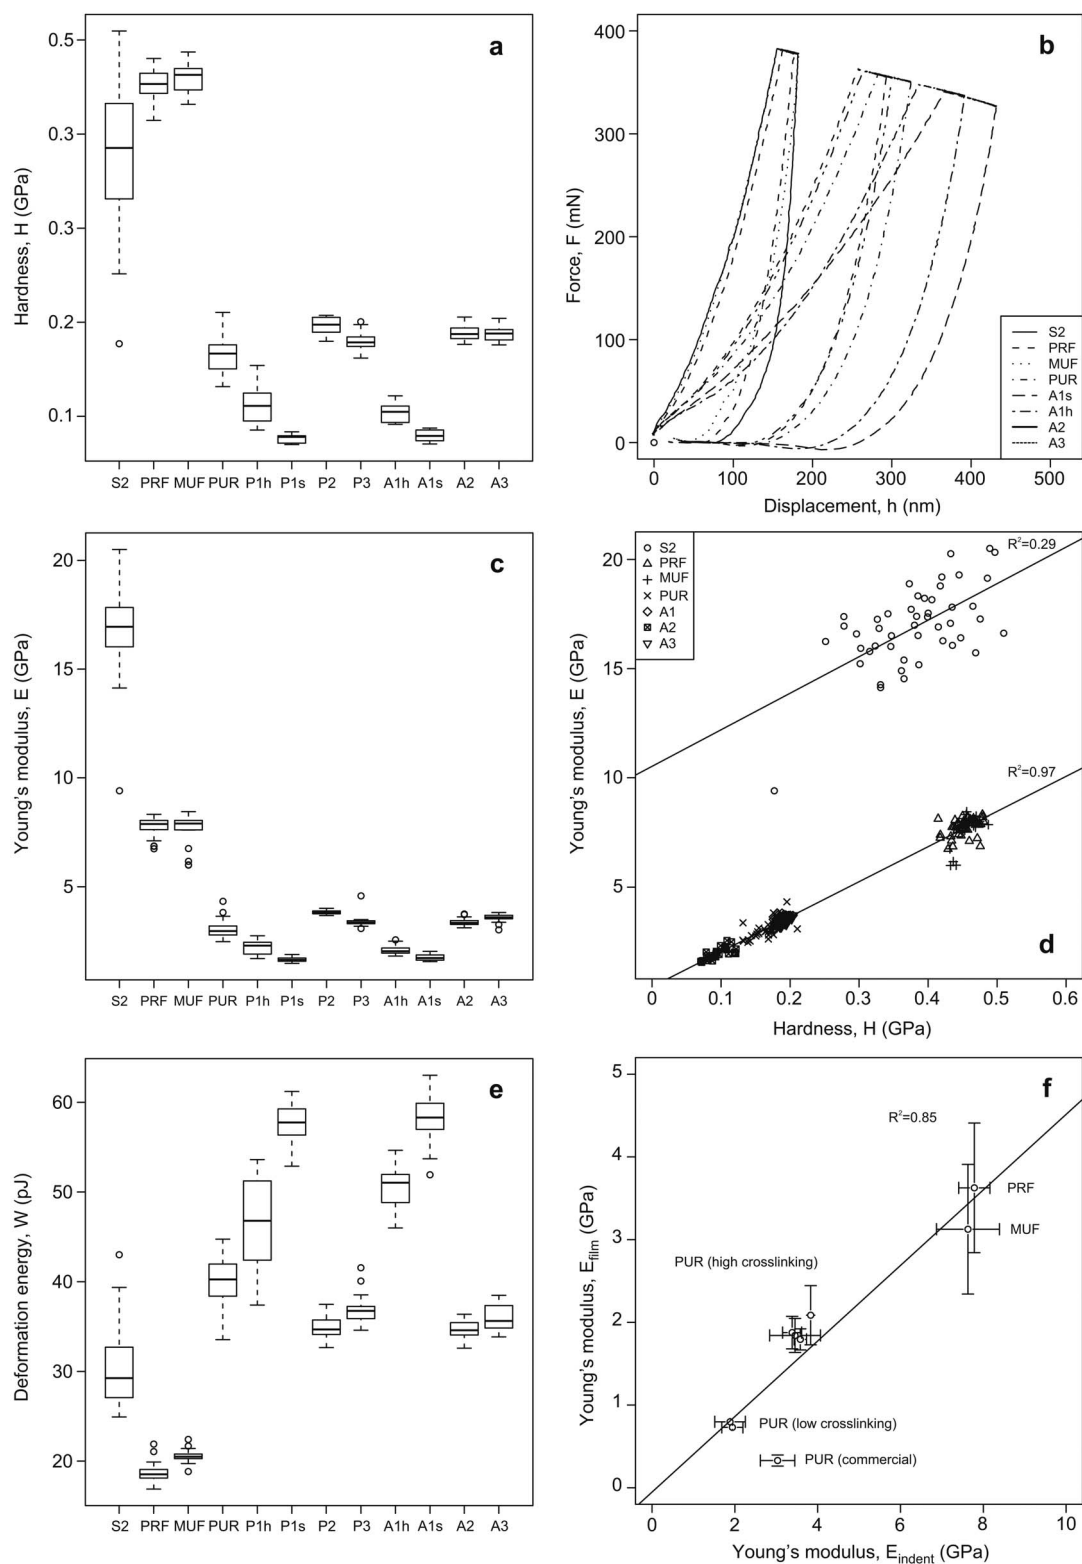 a
Hardness, H (GPa)
0.5
0.3
0.3
0.2
0.1
S2 PRF MUF PUR P1h P1s P2 P3 A1h A1s A2 A3
b
Force, F (mN)
400
300
200
100
0
0 100 200 300 400 500
Displacement, h (nm)
S2
PRF
MUF
PUR
A1s
A1h
A2
A3
c
Young's modulus, E (GPa)
20
15
10
5
S2 PRF MUF PUR P1h P1s P2 P3 A1h A1s A2 A3
S2
PRF
MUF
PUR
A1
A2
A3
R²=0.29
R²=0.97
d
Young's modulus, E (GPa)
20
15
10
5
0 0.1 0.2 0.3 0.4 0.5 0.6
Hardness, H (GPa)
e
Deformation energy, W (pJ)
60
50
40
30
20
S2 PRF MUF PUR P1h P1s P2 P3 A1h A1s A2 A3
f
R²=0.85
Young's modulus, E_film (GPa)
5
4
3
2
1
0
PRF
MUF
PUR (high crosslinking)
PUR (low crosslinking)
PUR (commercial)
0 2 4 6 8 10
Young's modulus, E_indent (GPa)